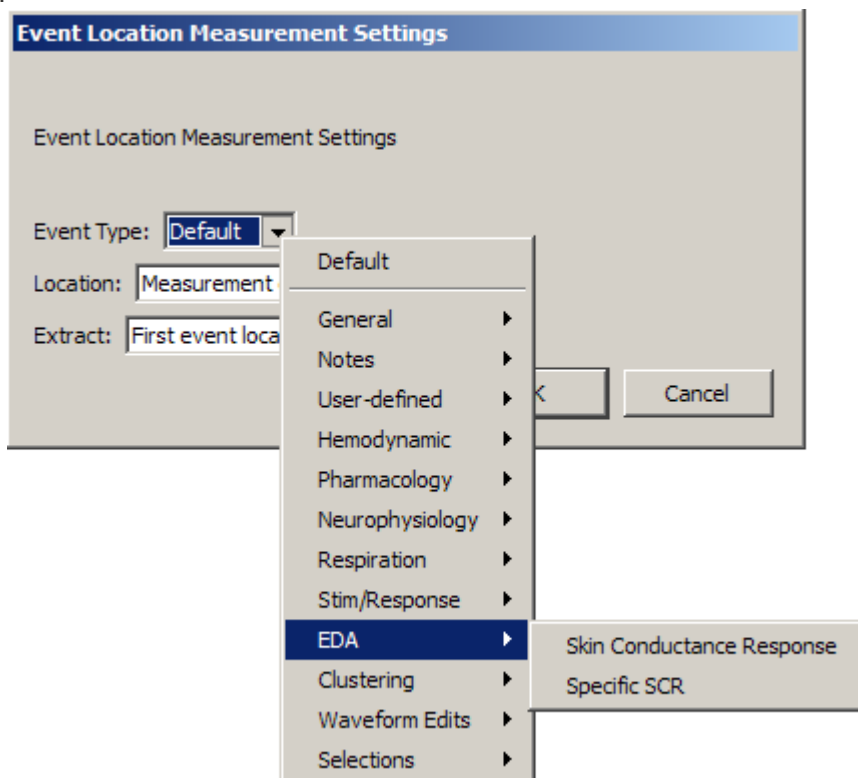 Event Location Measurement Settings
Event Location Measurement Settings
Event Type: Default
Location: Measurement
Extract: First event loca
K Cancel
Default
General
Notes
User-defined
Hemodynamic
Pharmacology
Neurophysiology
Respiration
Stim/Response
EDA
Skin Conductance Response
Specific SCR
Clustering
Waveform Edits
Selections